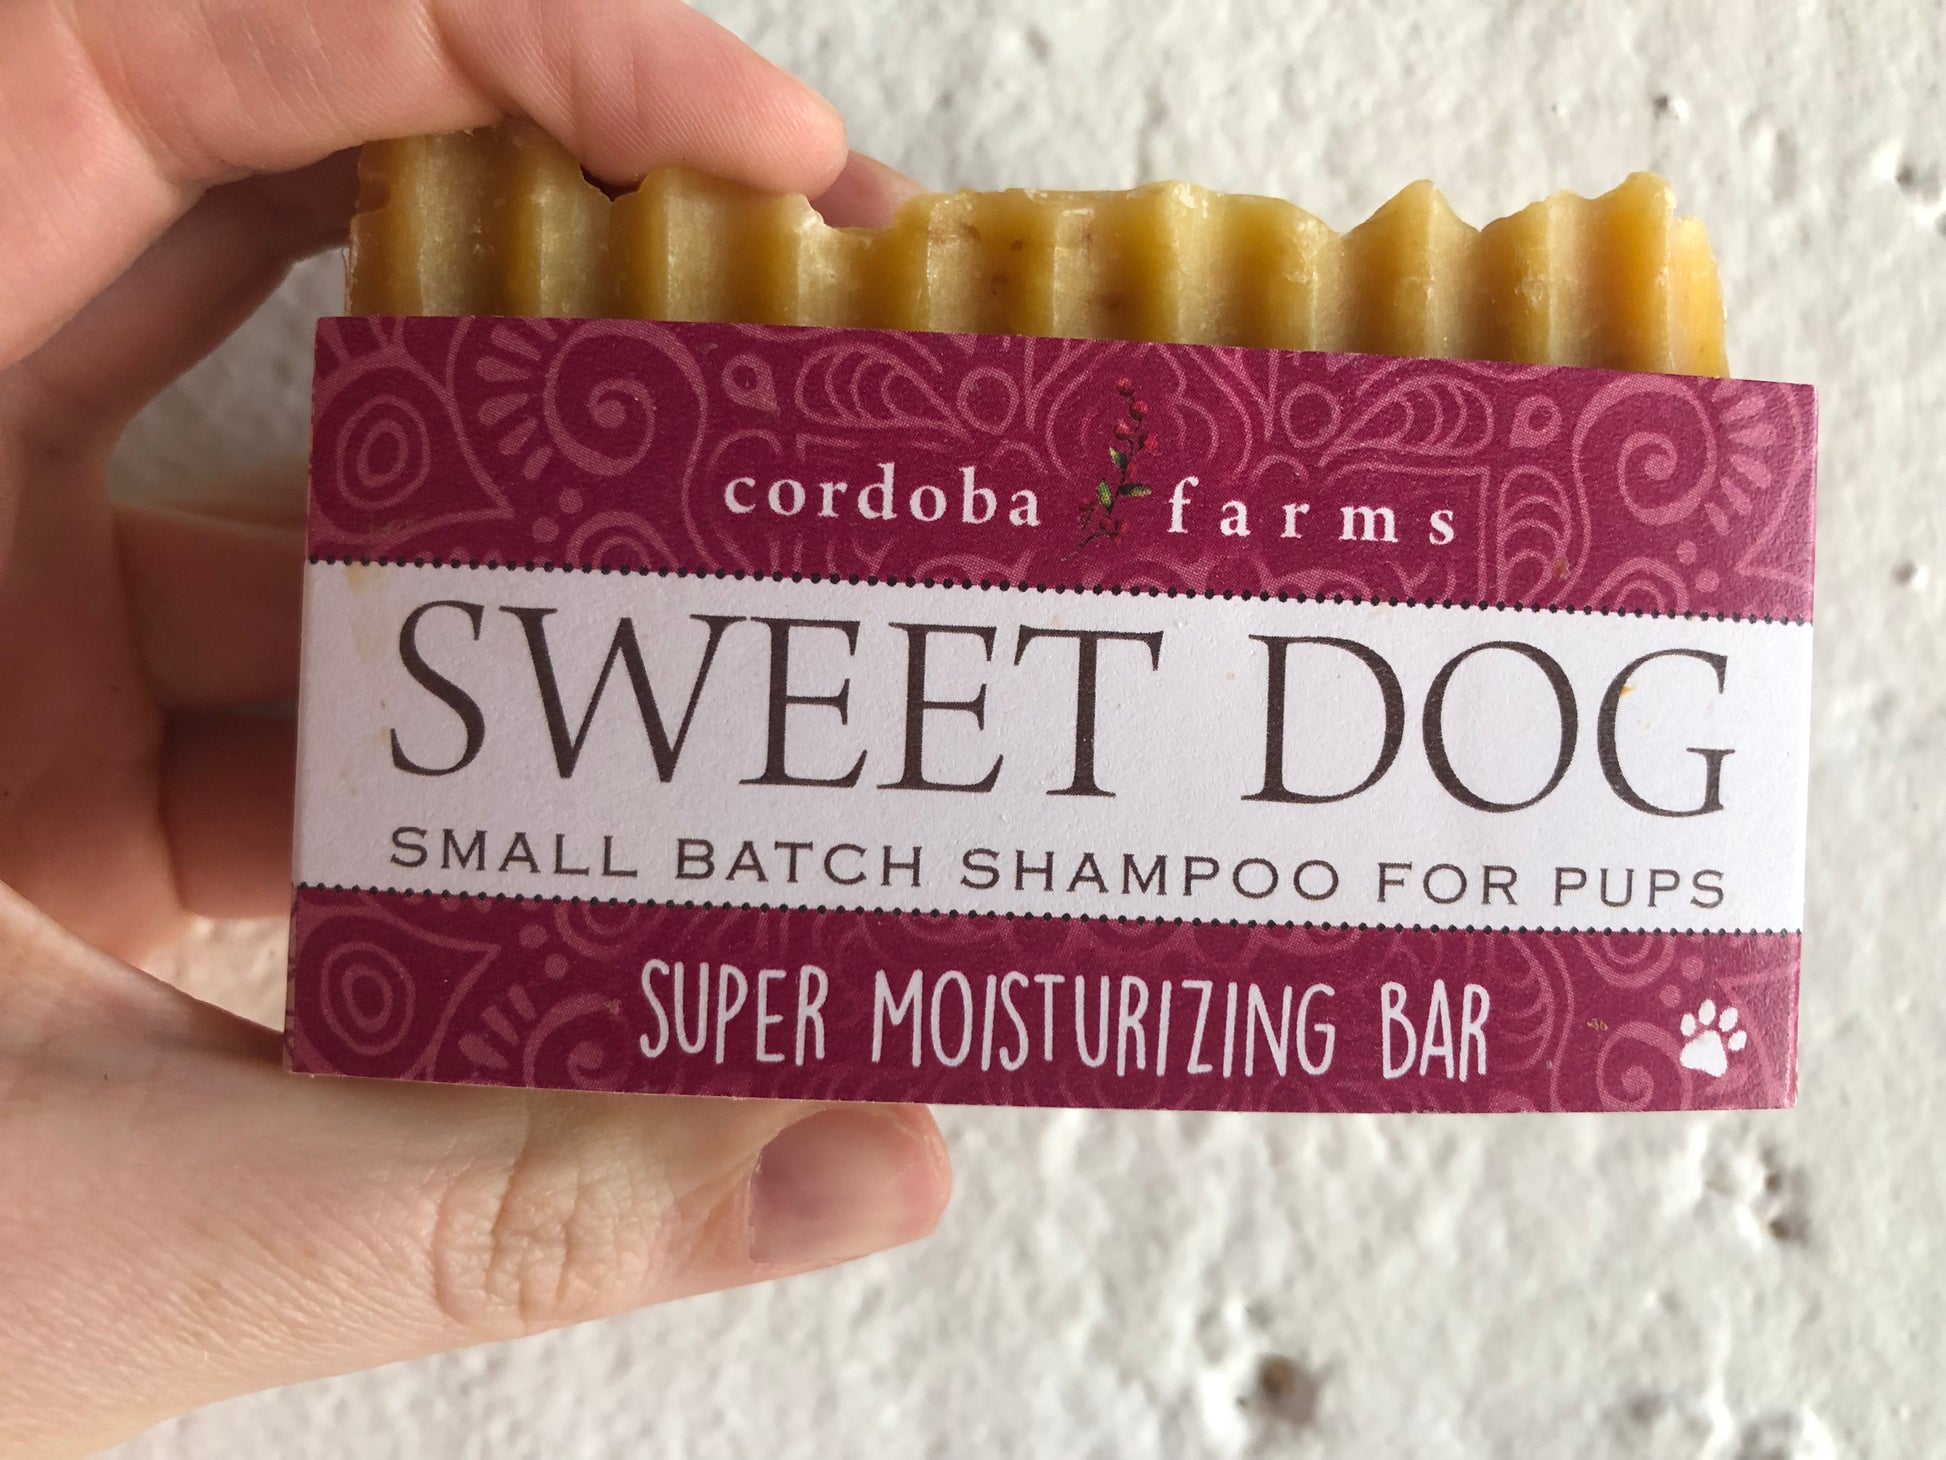 cordoba farms
SWEET DOG
SMALL BATCH SHAMPOO FOR PUPS
SUPER MOISTURIZING BAR